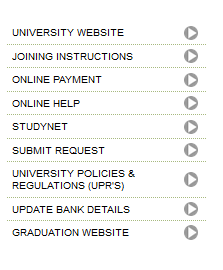 UNIVERSITY WEBSITE
JOINING INSTRUCTIONS
ONLINE PAYMENT
ONLINE HELP
STUDYNET
SUBMIT REQUEST
UNIVERSITY POLICIES &
REGULATIONS (UPR'S)
UPDATE BANK DETAILS
GRADUATION WEBSITE